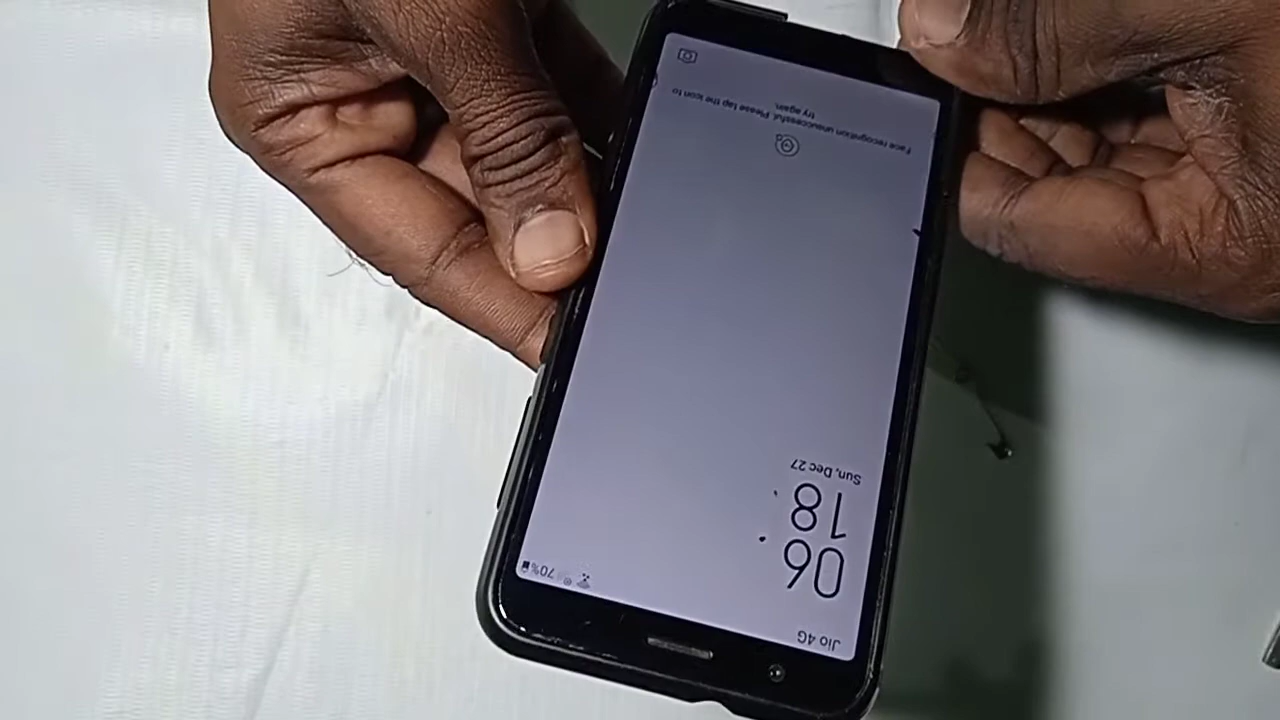 Jio 4G
70%
06
18
Sun, Dec 27
Face recognition unsuccessful. Please tap the icon to
try again.